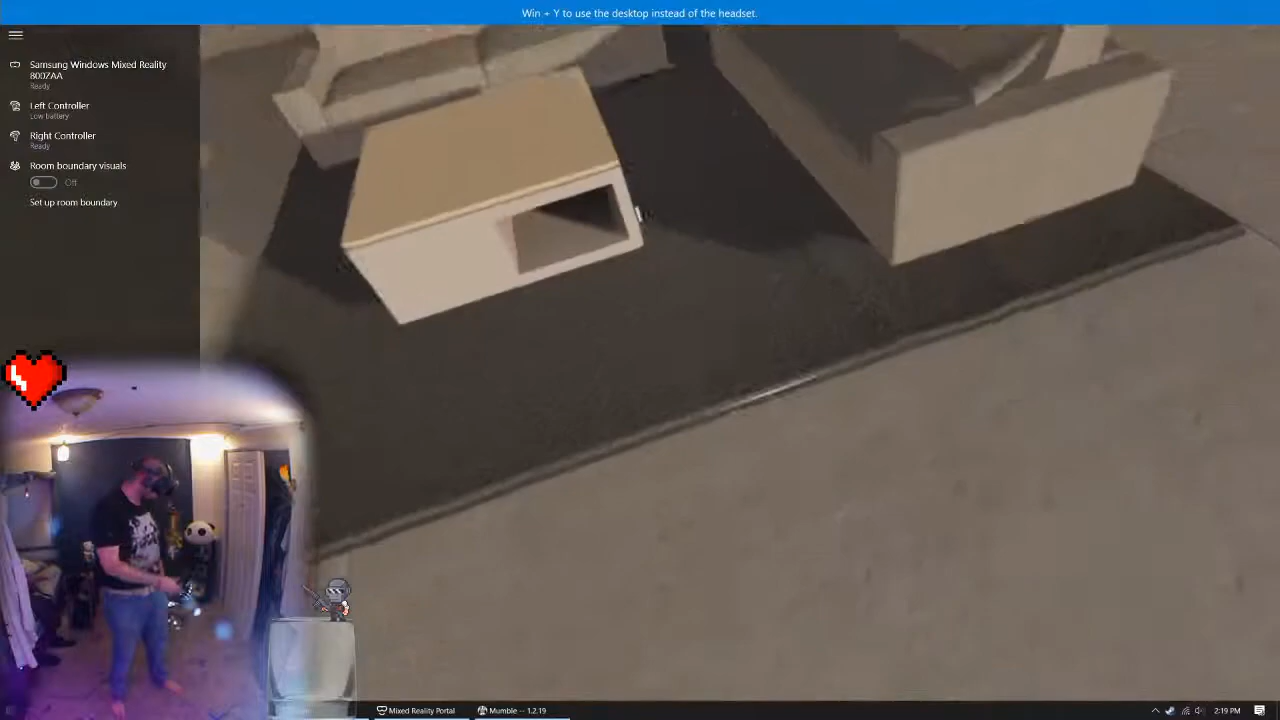 Win + Y to use the desktop instead of the headset.
Samsung Windows Mixed Reality
800ZAA
Ready
Left Controller
Low battery
Right Controller
Ready
Room boundary visuals
Off
Set up room boundary
Mixed Reality Portal
Mumble -- 1.2.19
2:19 PM